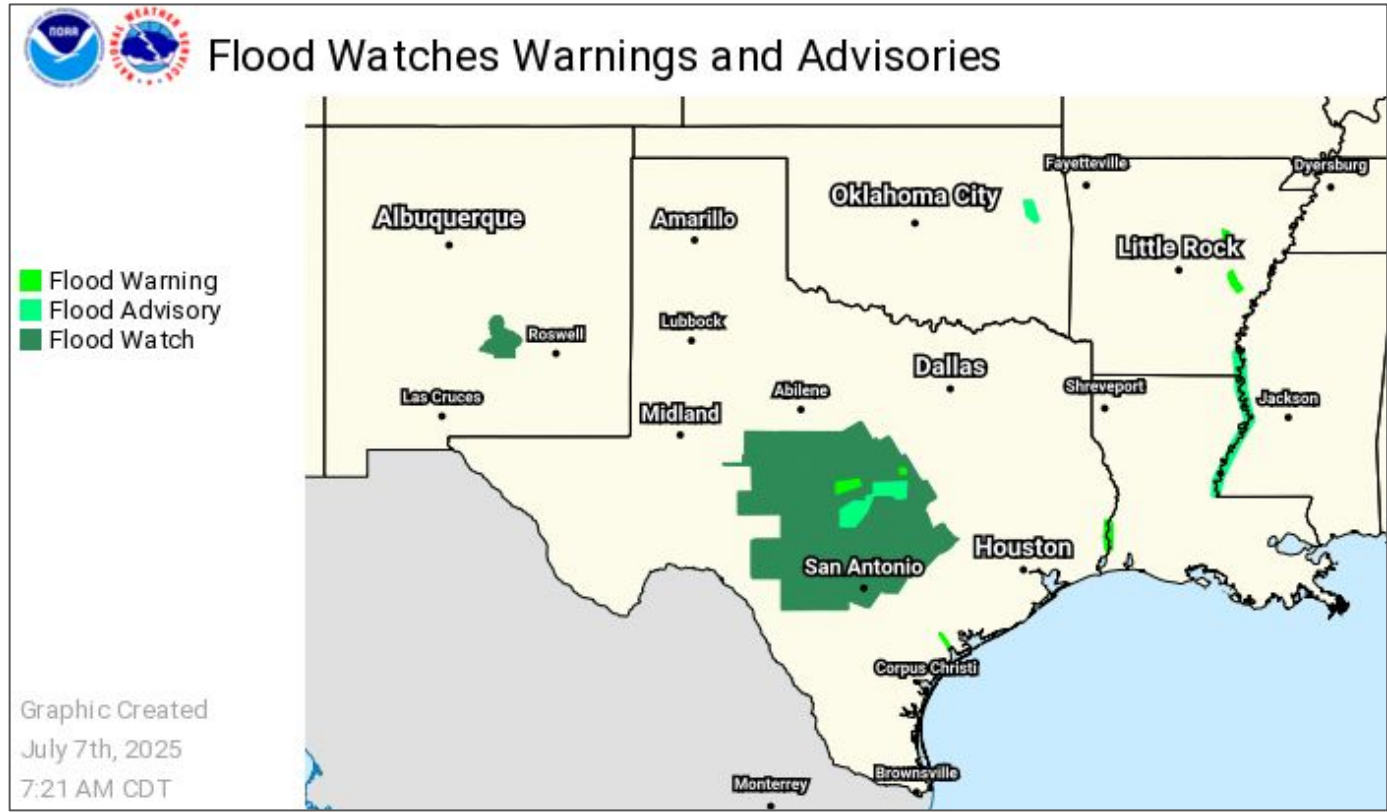 NOAA
NATIONAL WEATHER SERVICE
Flood Watches Warnings and Advisories
Fayetteville
Dyersburg
Oklahoma City
Albuquerque
Amarillo
Little Rock
Flood Warning
Flood Advisory
Flood Watch
Roswell
Lubbock
Dallas
Shreveport
Las Cruces
Abilene
Jackson
Midland
Houston
San Antonio
Corpus Christi
Graphic Created
July 7th, 2025
7:21 AM CDT
Monterrey
Brownsville